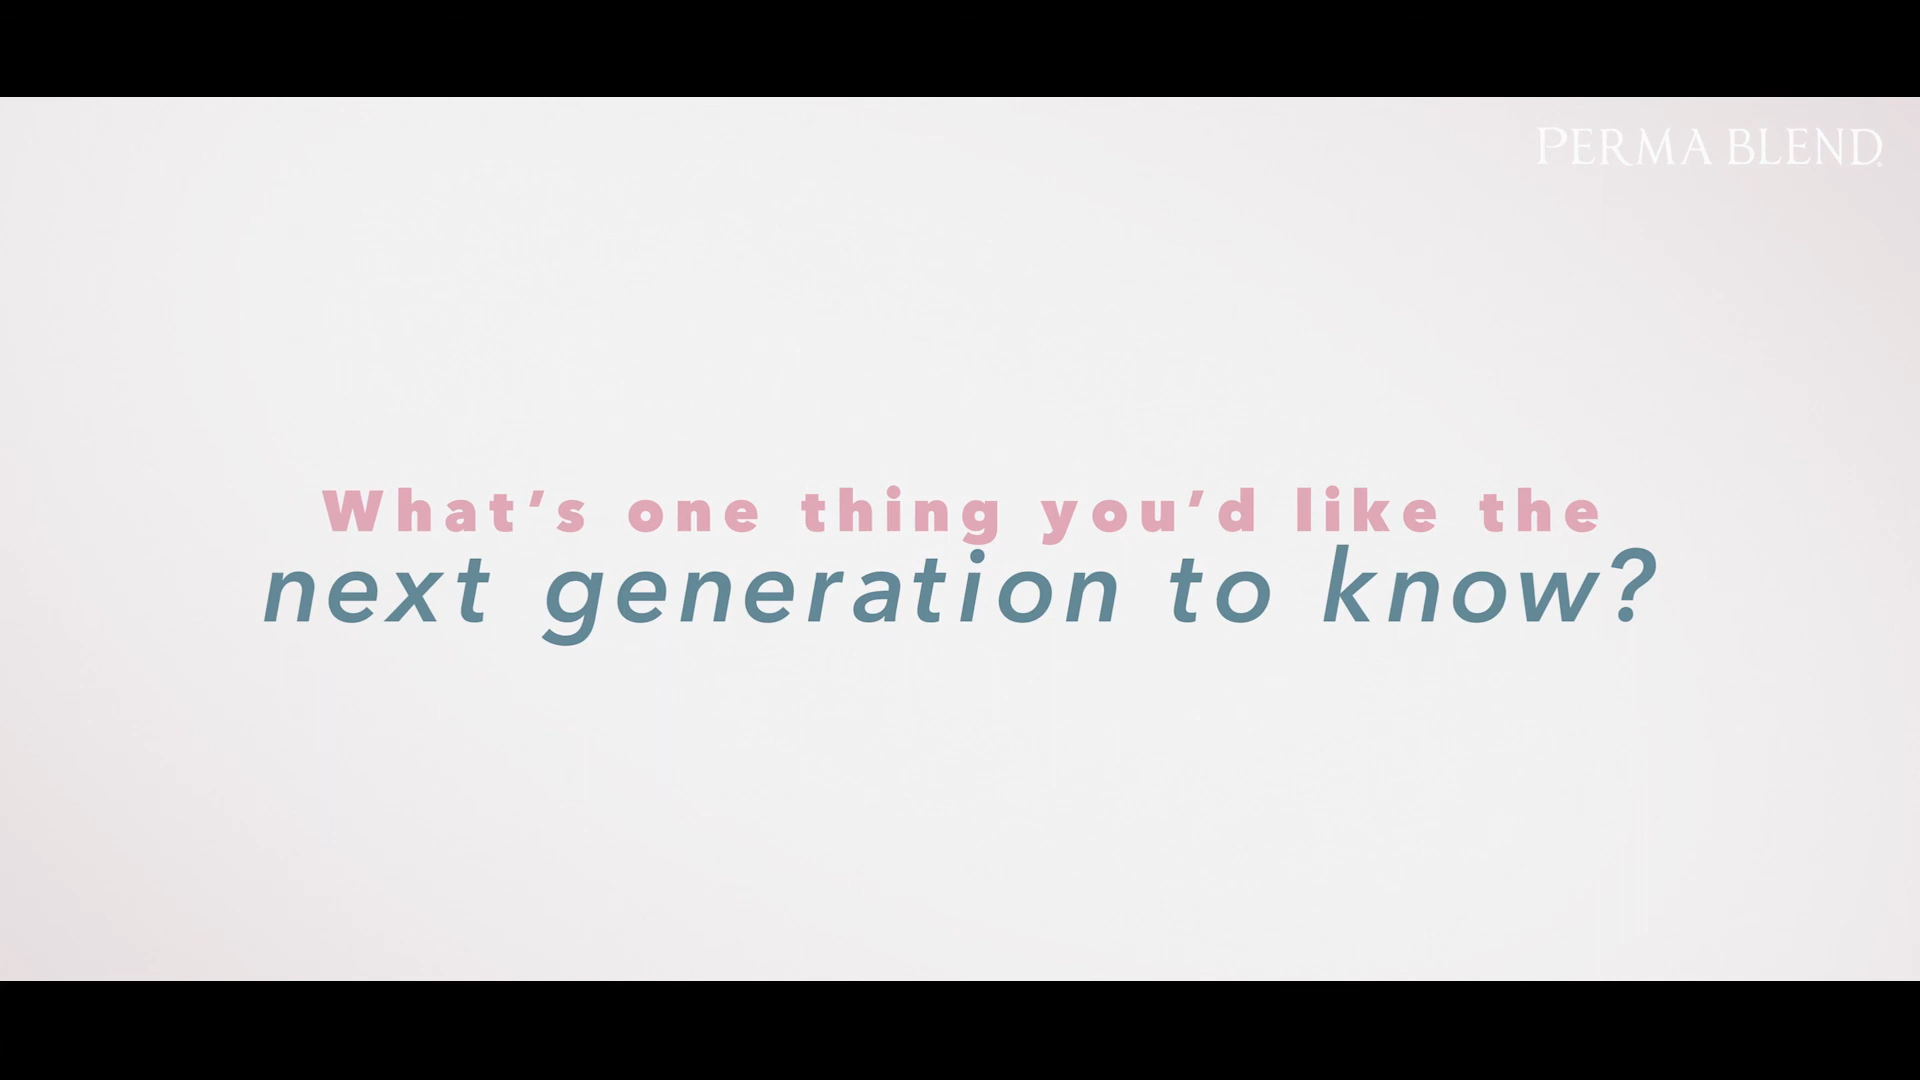 PERMA BLEND
What’s one thing you’d like the
next generation to know?